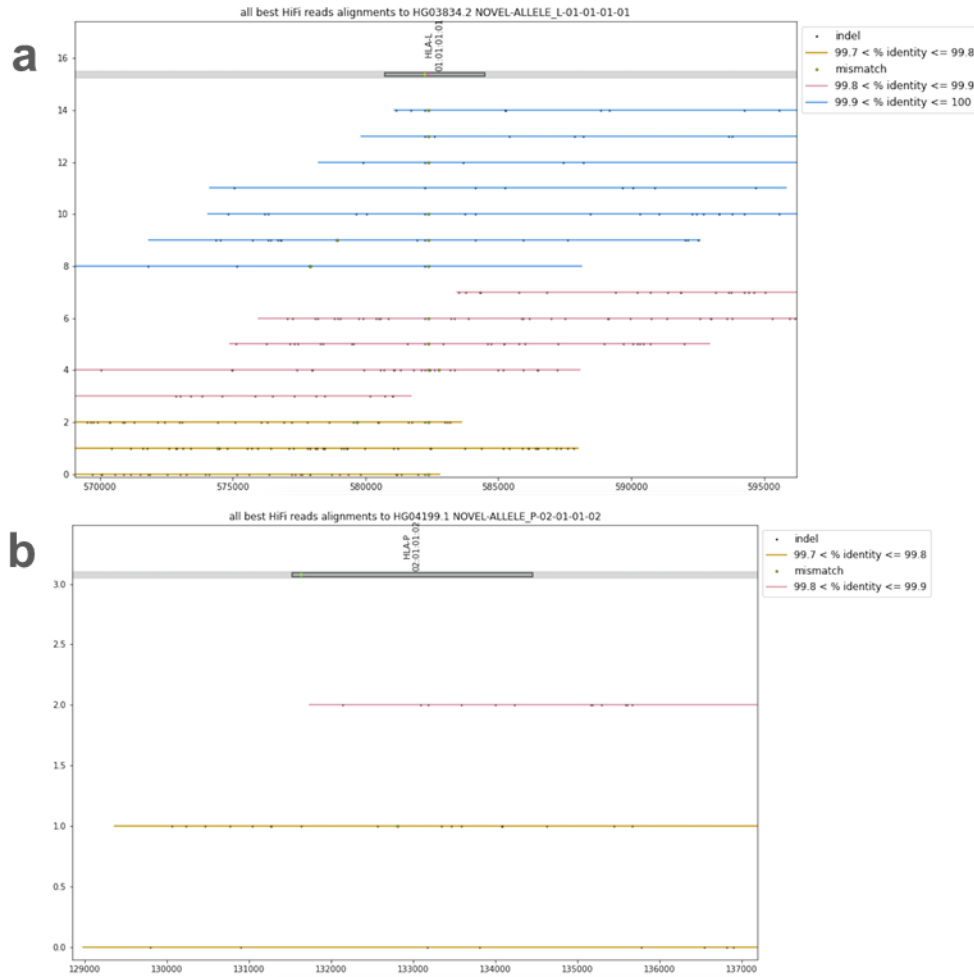 a
all best HiFi reads alignments to HG03834.2 NOVEL-ALLELE_L-01-01-01-01
HLA-L
01:01:01:01
16
14
12
10
8
6
4
2
0
570000 575000 580000 585000 590000 595000
indel
99.7 < % identity <= 99.8
mismatch
99.8 < % identity <= 99.9
99.9 < % identity <= 100
b
all best HiFi reads alignments to HG04199.1 NOVEL-ALLELE_P-02-01-01-02
HLA-P
02:01:01:02
3.0
2.5
2.0
1.5
1.0
0.5
0.0
129000 130000 131000 132000 133000 134000 135000 136000 137000
indel
99.7 < % identity <= 99.8
mismatch
99.8 < % identity <= 99.9